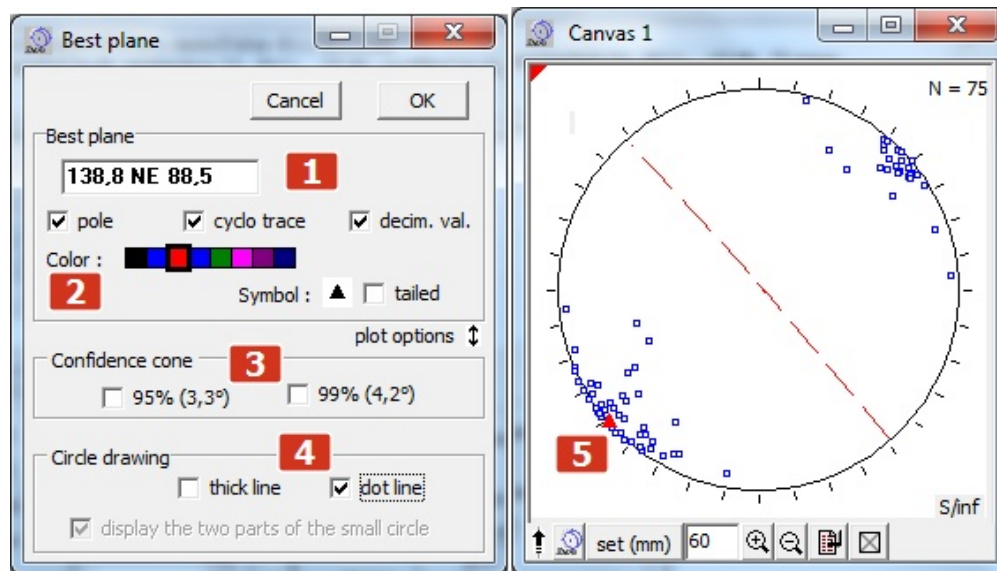 Best plane
Cancel OK
Best plane
138,8 NE 88,5 1
pole cyclo trace decim. val.
Color :
2
Symbol : tailed
plot options
Confidence cone 3
95% (3,3°) 99% (4,2°)
Circle drawing 4
thick line dot line
display the two parts of the small circle
Canvas 1
N = 75
5
S/inf
set (mm) 60